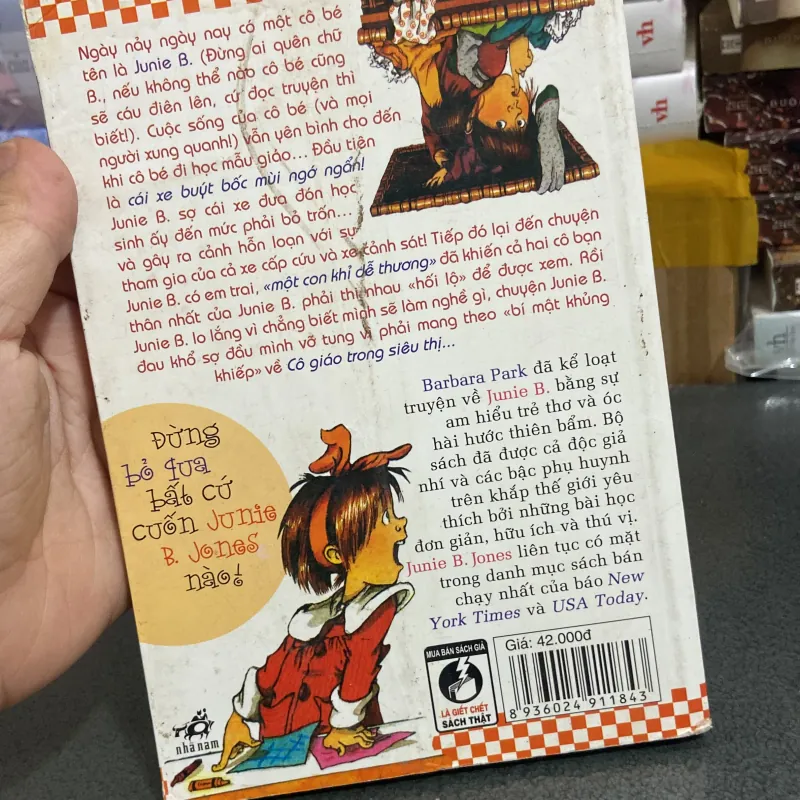 Ngày nảy ngày nay có một cô bé
tên là Junie B. (Đừng ai quên chữ
B., nếu không thể nào cô bé cũng
sẽ cáu điên lên, cứ đọc truyện thì
biết!). Cuộc sống của cô bé (và mọi
người xung quanh!) vẫn yên bình cho đến
khi cô bé đi học mẫu giáo... Đầu tiên
là cái xe buýt bốc mùi ngớ ngẩn!
Junie B. sợ cái xe đưa đón học
sinh ấy đến mức phải bỏ trốn...
và gây ra cảnh hỗn loạn với sự
tham gia của cả xe cấp cứu và xe cảnh sát! Tiếp đó lại đến chuyện
Junie B. có em trai, «một con khỉ dễ thương» đã khiến cả hai cô bạn
thân nhất của Junie B. phải thi nhau «hối lộ» để được xem. Rồi
Junie B. lo lắng vì chẳng biết mình sẽ làm nghề gì, chuyện Junie B.
đau khổ sợ đầu mình vỡ tung vì phải mang theo «bí mật khủng
khiếp» về Cô giáo trong siêu thị...
Barbara Park đã kể loạt
truyện về Junie B. bằng sự
am hiểu trẻ thơ và óc
hài hước thiên bẩm. Bộ
sách đã được cả độc giả
nhí và các bậc phụ huynh
trên khắp thế giới yêu
thích bởi những bài học
đơn giản, hữu ích và thú vị.
Junie B. Jones liên tục có mặt
trong danh mục sách bán
chạy nhất của báo New
York Times và USA Today.
Đừng
bỏ qua
bất cứ
cuốn Junie
B. Jones
nào!
MUA BÁN SÁCH GIẢ
LÀ GIẾT CHẾT
SÁCH THẬT
Giá: 42.000đ
8 936024 911843
nhã nam
vh
vh